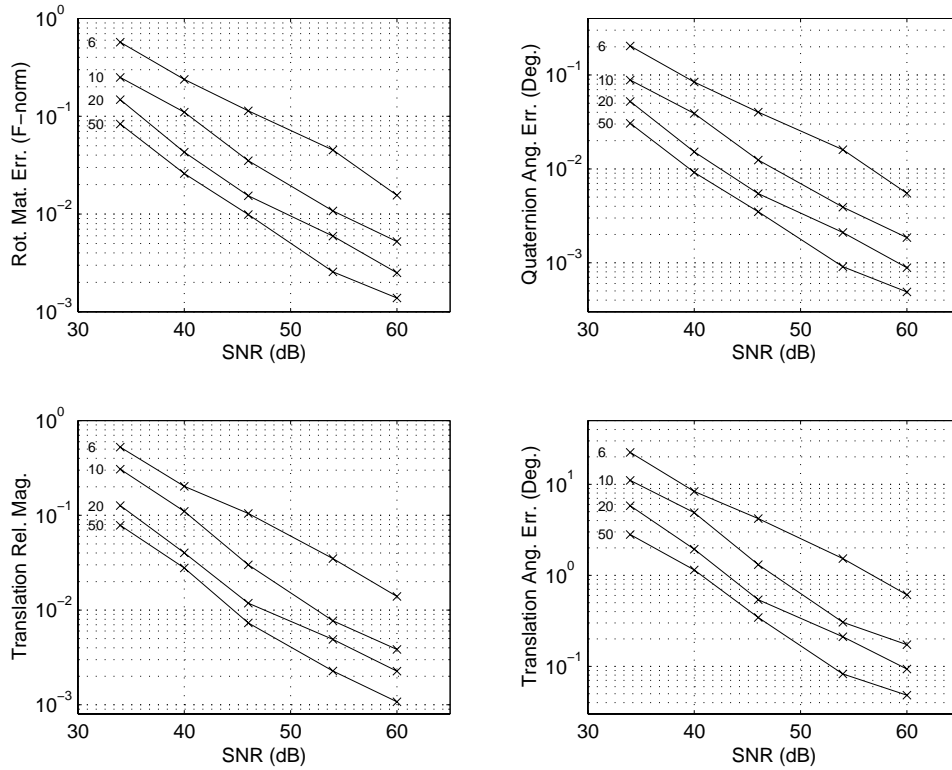 10^0
10^−1
10^−2
10^−3
Rot. Mat. Err. (F−norm)
6
10
20
50
30 40 50 60
SNR (dB)
10^−1
10^−2
10^−3
Quaternion Ang. Err. (Deg.)
6
10
20
50
30 40 50 60
SNR (dB)
10^0
10^−1
10^−2
10^−3
Translation Rel. Mag.
6
10
20
50
30 40 50 60
SNR (dB)
10^1
10^0
10^−1
Translation Ang. Err. (Deg.)
6
10
20
50
30 40 50 60
SNR (dB)